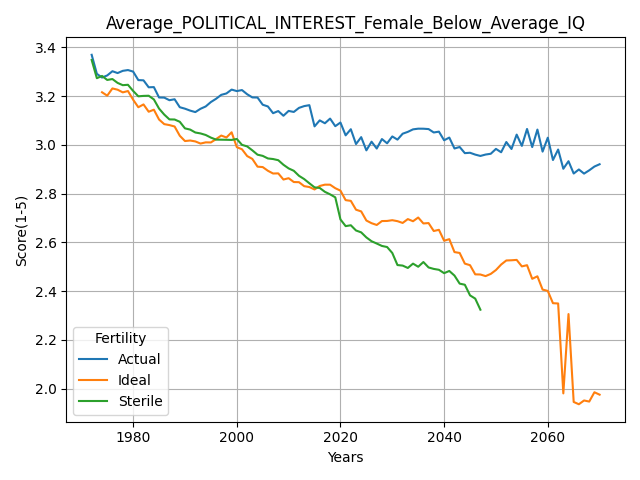 Average_POLITICAL_INTEREST_Female_Below_Average_IQ
Score(1-5)
3.4
3.2
3.0
2.8
2.6
2.4
2.2
2.0
Fertility
Actual
Ideal
Sterile
1980 2000 2020 2040 2060
Years